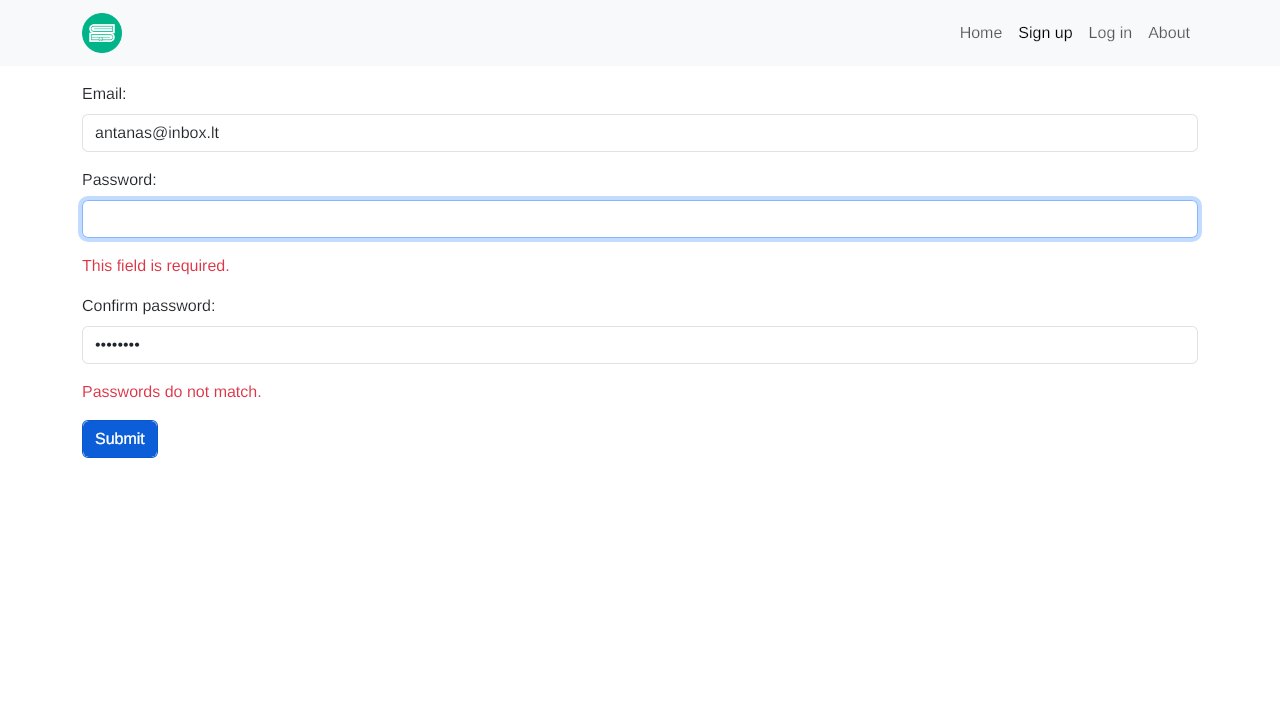 Home Sign up Log in About
Email:
antanas@inbox.lt
Password:
This field is required.
Confirm password:
••••••••
Passwords do not match.
Submit